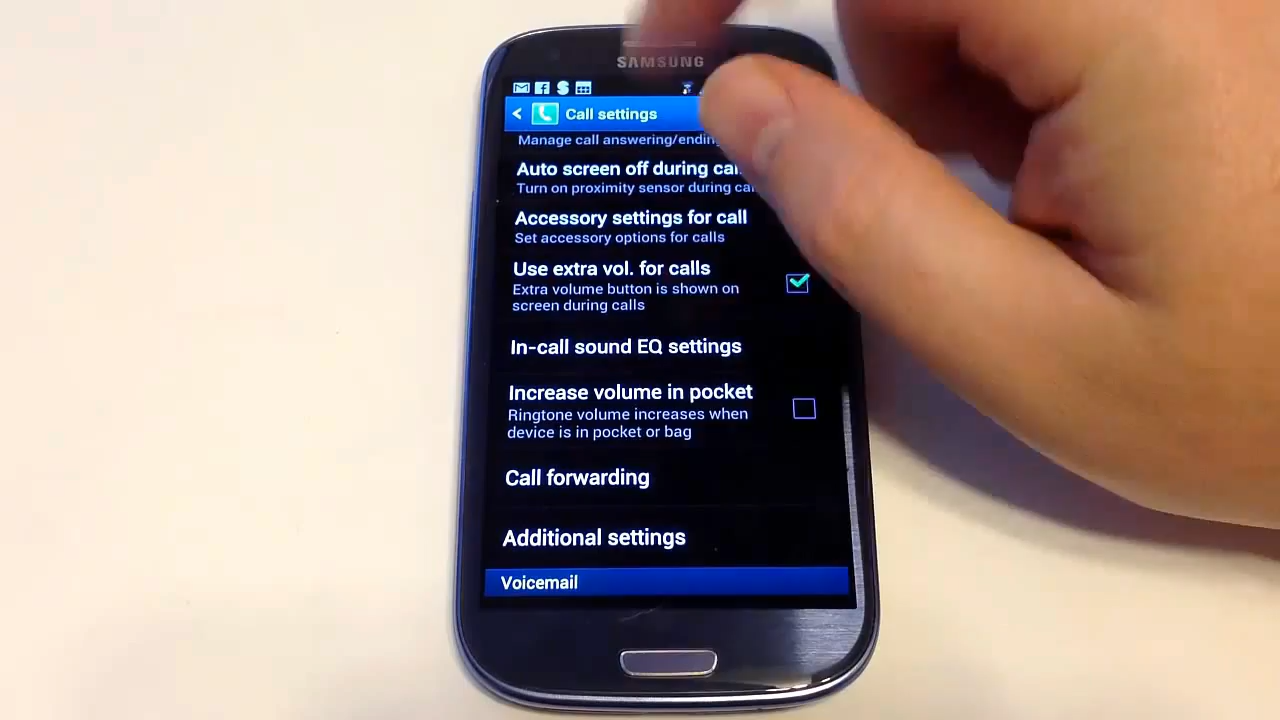 SAMSUNG
Call settings
Manage call answering/ending
Auto screen off during
Turn on proximity sensor during
Accessory settings for call
Set accessory options for calls
Use extra vol. for calls
Extra volume button is shown on
screen during calls
In-call sound EQ settings
Increase volume in pocket
Ringtone volume increases when
device is in pocket or bag
Call forwarding
Additional settings
Voicemail